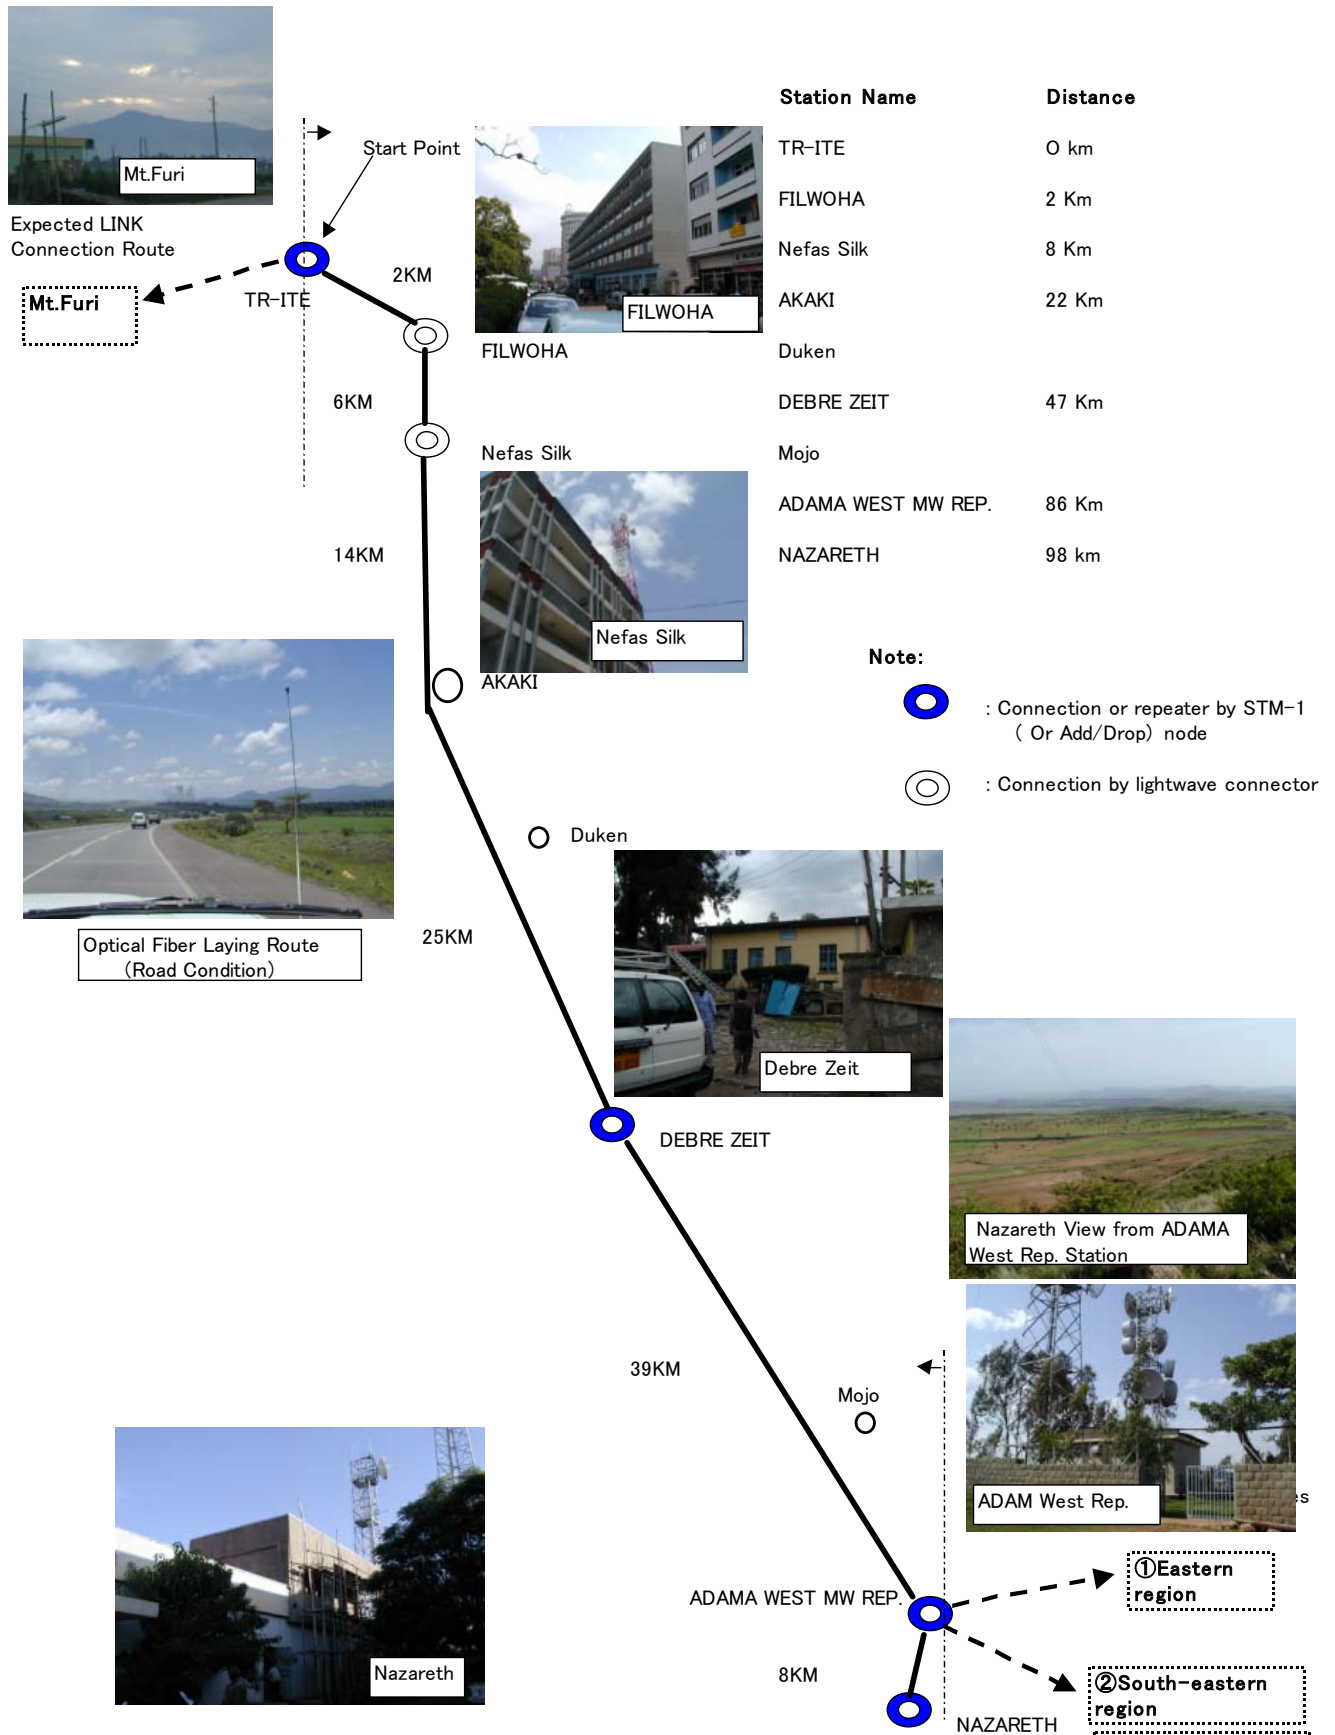 Mt.Furi
Expected LINK
Connection Route
Mt.Furi
Start Point
TR-ITE
2KM
FILWOHA
FILWOHA
6KM
Nefas Silk
Nefas Silk
14KM
AKAKI
Station Name Distance
TR-ITE O km
FILWOHA 2 Km
Nefas Silk 8 Km
AKAKI 22 Km
Duken
DEBRE ZEIT 47 Km
Mojo
ADAMA WEST MW REP. 86 Km
NAZARETH 98 km
Note:
: Connection or repeater by STM-1
( Or Add/Drop) node
: Connection by lightwave connector
Optical Fiber Laying Route
(Road Condition)
Duken
25KM
Debre Zeit
DEBRE ZEIT
Nazareth View from ADAMA
West Rep. Station
39KM
Mojo
ADAM West Rep.
es
Nazareth
ADAMA WEST MW REP.
①Eastern
region
8KM
②South-eastern
region
NAZARETH